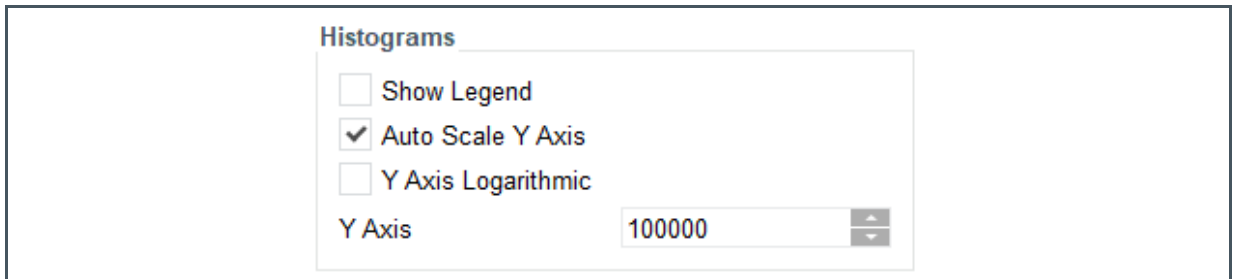 Histograms
Show Legend
Auto Scale Y Axis
Y Axis Logarithmic
Y Axis 100000